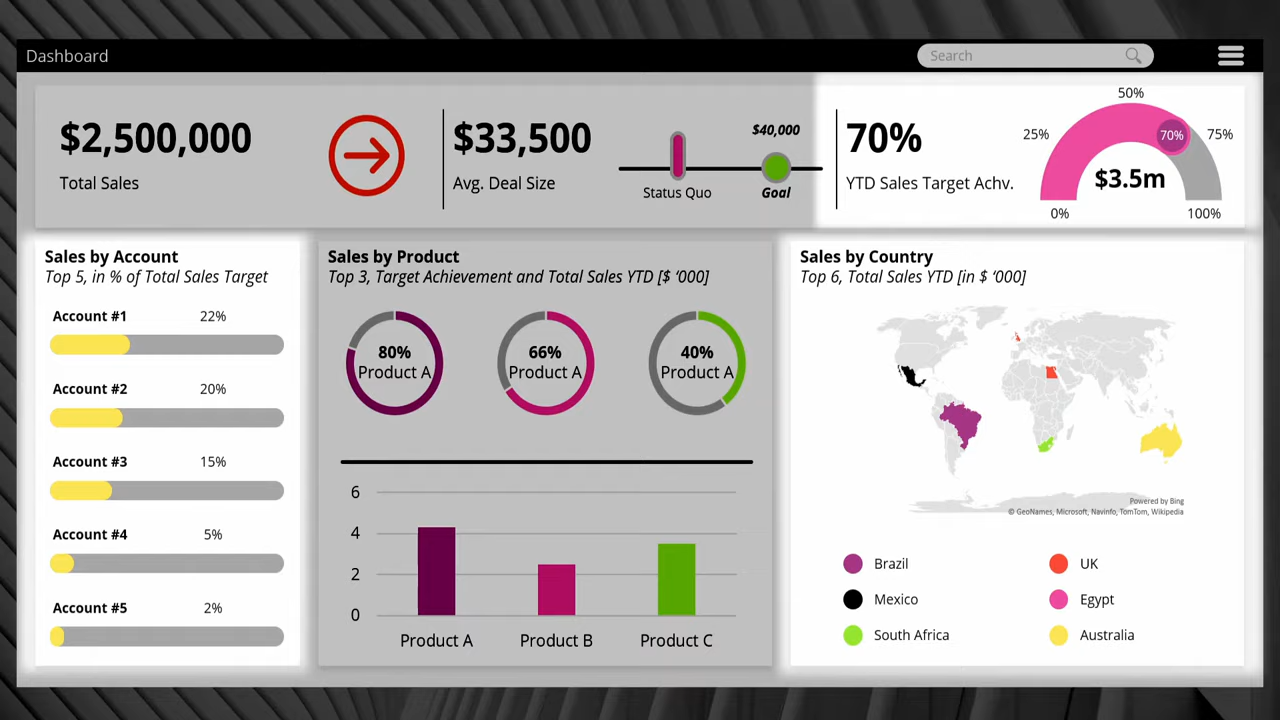 Dashboard
Search
$2,500,000
Total Sales
$33,500
Avg. Deal Size
$40,000
Status Quo
Goal
70%
YTD Sales Target Achv.
50%
25%
70%
75%
$3.5m
0%
100%
Sales by Account
Top 5, in % of Total Sales Target
Account #1 22%
Account #2 20%
Account #3 15%
Account #4 5%
Account #5 2%
Sales by Product
Top 3, Target Achievement and Total Sales YTD [$ ‘000]
80%
Product A
66%
Product A
40%
Product A
6
4
2
0
Product A
Product B
Product C
Sales by Country
Top 6, Total Sales YTD [in $ ‘000]
Powered by Bing
© GeoNames, Microsoft, Navinfo, TomTom, Wikipedia
Brazil
UK
Mexico
Egypt
South Africa
Australia